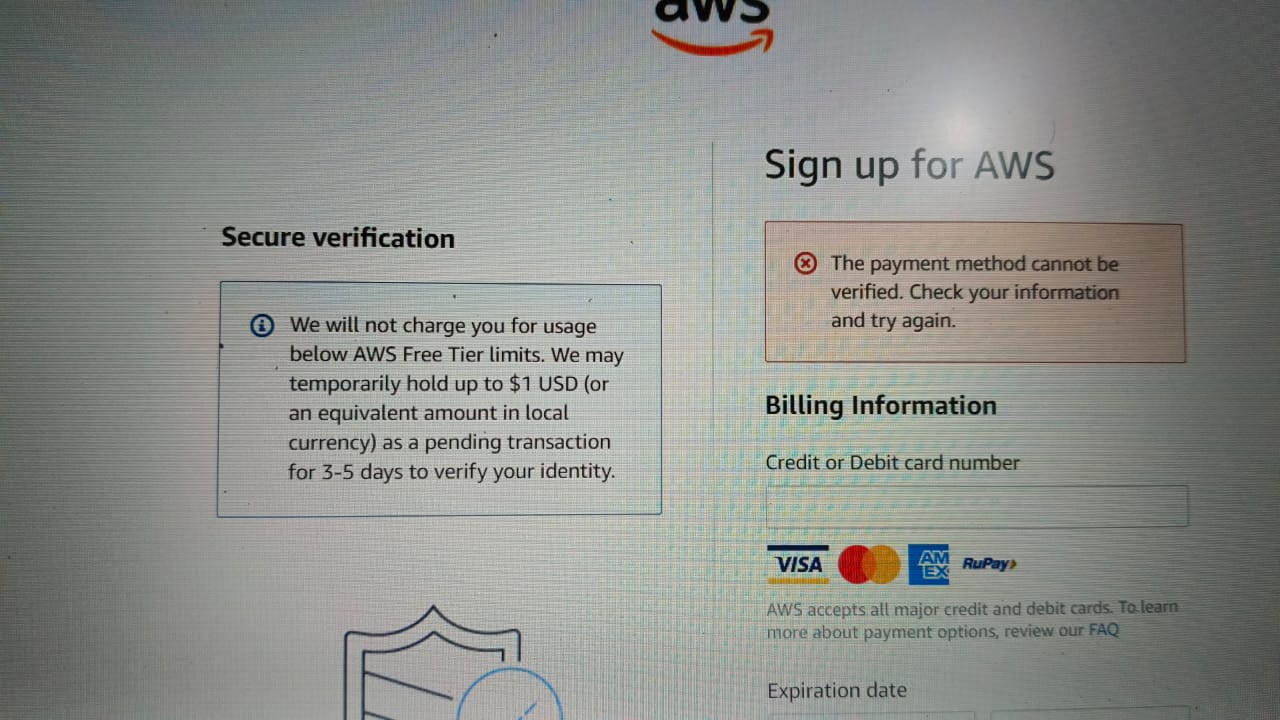 aws
Sign up for AWS
Secure verification
We will not charge you for usage
below AWS Free Tier limits. We may
temporarily hold up to $1 USD (or
an equivalent amount in local
currency) as a pending transaction
for 3-5 days to verify your identity.
The payment method cannot be
verified. Check your information
and try again.
Billing Information
Credit or Debit card number
VISA
AM
EX
RuPay
AWS accepts all major credit and debit cards. To learn
more about payment options, review our FAQ
Expiration date